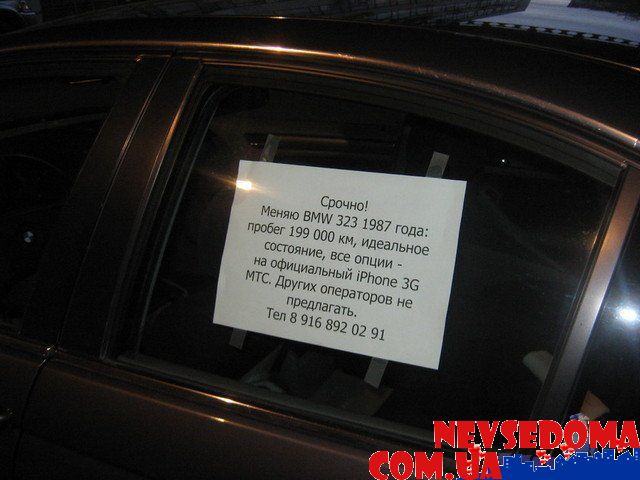 Срочно!
Меняю BMW 323 1987 года:
пробег 199 000 км, идеальное
состояние, все опции -
на официальный iPhone 3G
МТС. Других операторов не
предлагать.
Тел 8 916 892 02 91
NEVSEDOMA
COM.UA